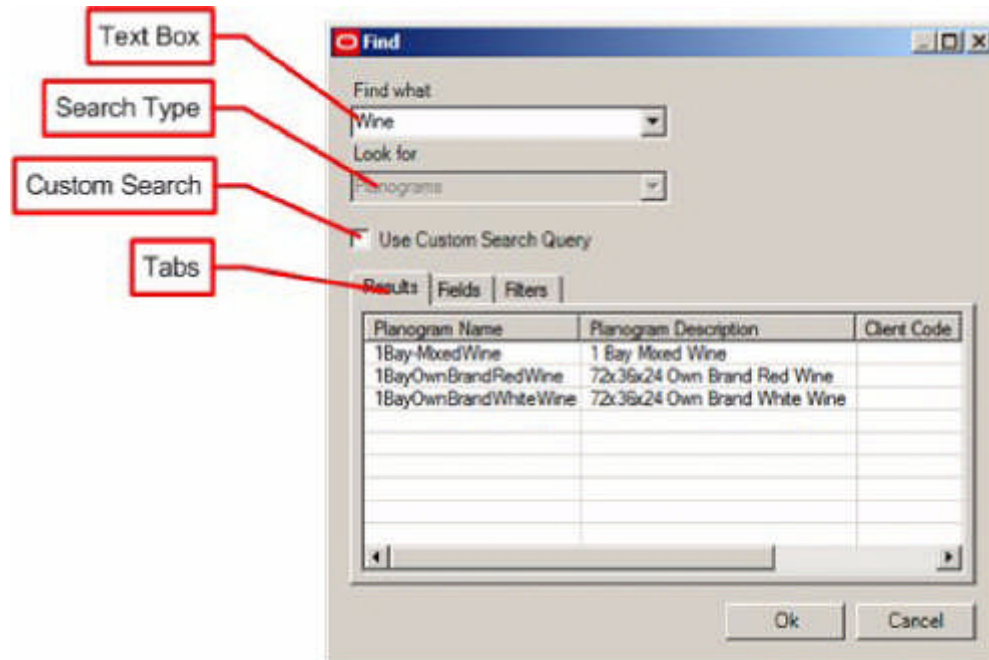 Text Box
Search Type
Custom Search
Tabs
Find
Find what
Wine
Look for
Planograms
Use Custom Search Query
Results Fields Filters
Planogram Name Planogram Description Client Code
1Bay-MixedWine 1 Bay Mixed Wine
1BayOwnBrandRedWine 72x36x24 Own Brand Red Wine
1BayOwnBrandWhiteWine 72x36x24 Own Brand White Wine
Ok Cancel